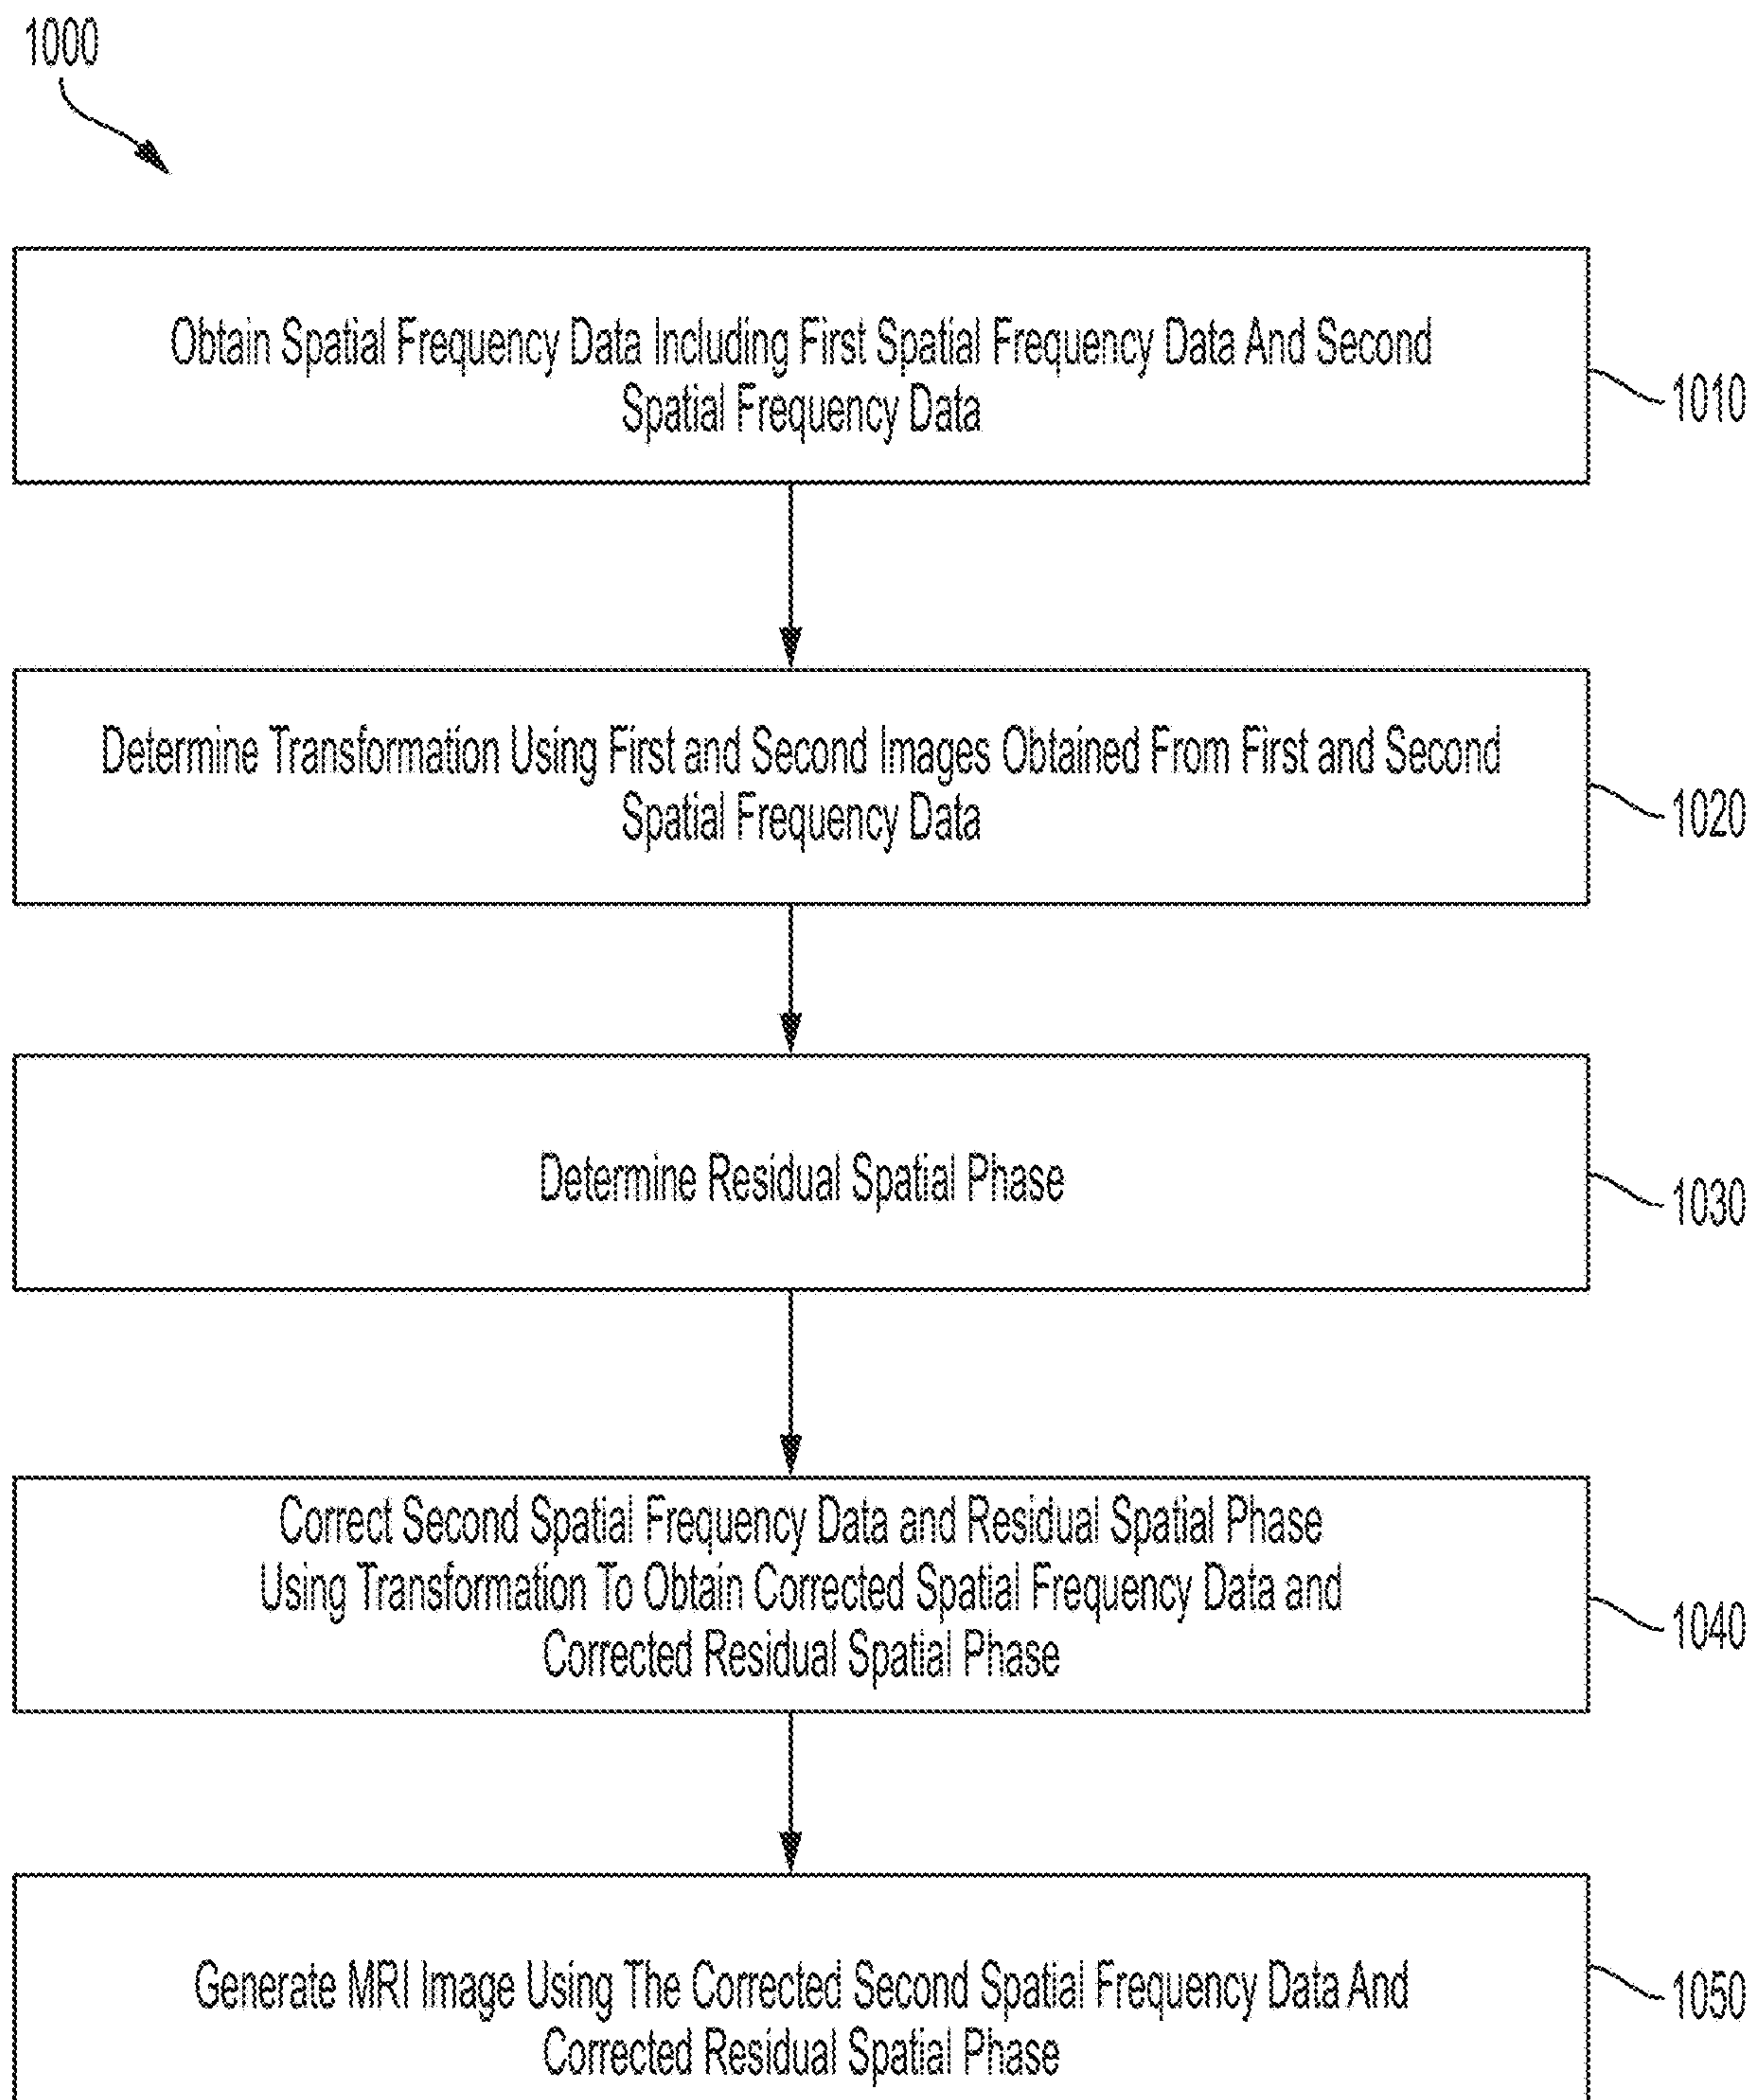 1000
Obtain Spatial Frequency Data Including First Spatial Frequency Data And Second
Spatial Frequency Data
1010
Determine Transformation Using First and Second Images Obtained From First and Second
Spatial Frequency Data
1020
Determine Residual Spatial Phase
1030
Correct Second Spatial Frequency Data and Residual Spatial Phase
Using Transformation To Obtain Corrected Spatial Frequency Data and
Corrected Residual Spatial Phase
1040
Generate MRI Image Using The Corrected Second Spatial Frequency Data And
Corrected Residual Spatial Phase
1050